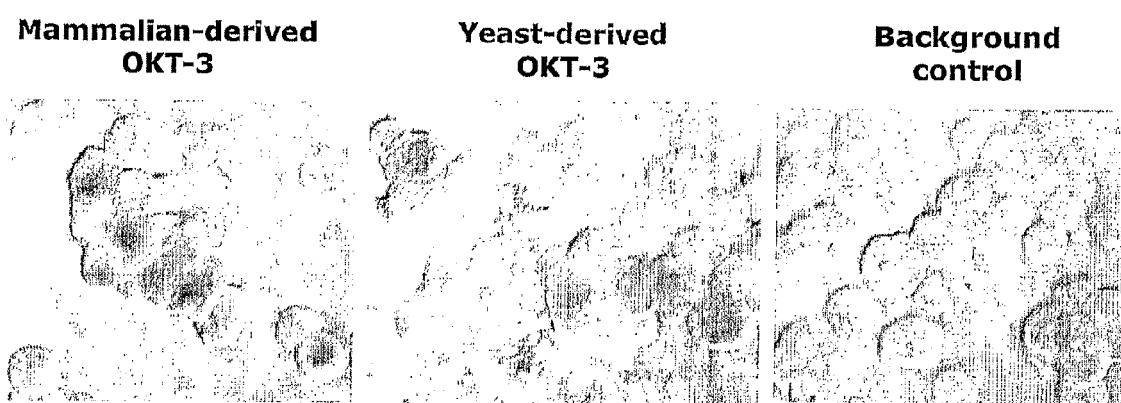 Mammalian-derived
OKT-3
Yeast-derived
OKT-3
Background
control